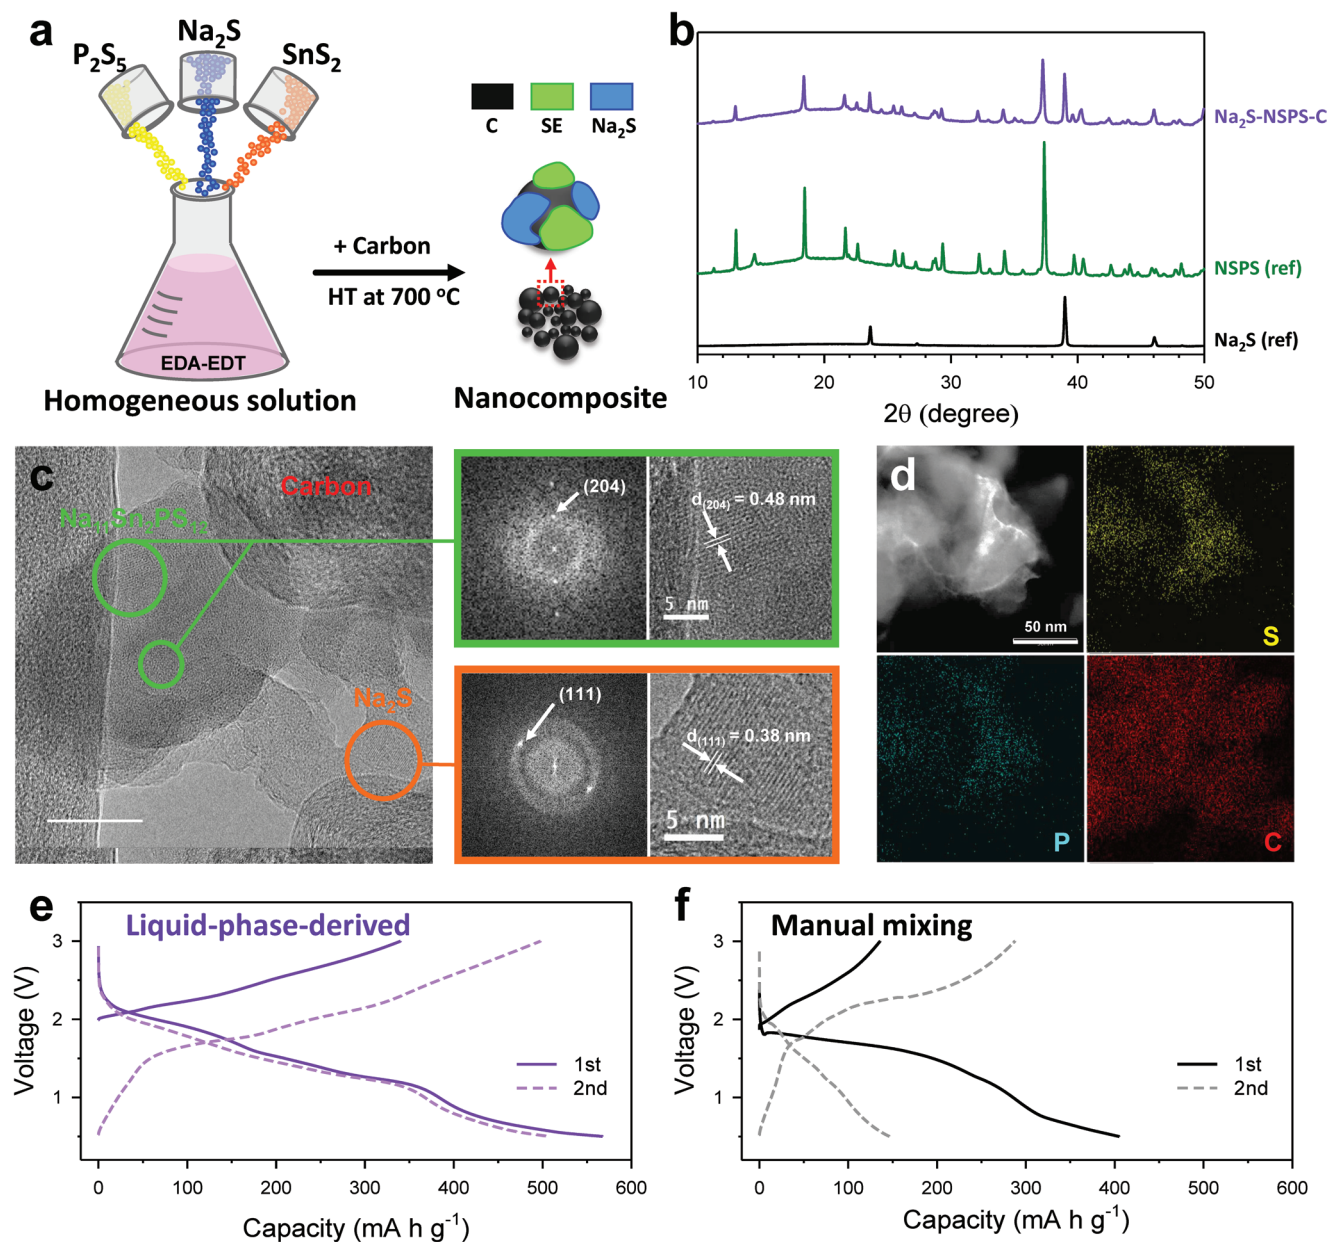 a
P₂S₅
Na₂S
SnS₂
EDA-EDT
Homogeneous solution
+ Carbon
HT at 700 °C
C
SE
Na₂S
Nanocomposite
b
Na₂S-NSPS-C
NSPS (ref)
Na₂S (ref)
10
20
30
40
50
2θ (degree)
c
Carbon
Na₁₁Sn₂PS₁₂
Na₂S
(204)
d₍₂₀₄₎ = 0.48 nm
5 nm
(111)
d₍₁₁₁₎ = 0.38 nm
5 nm
d
50 nm
S
P
C
e
Liquid-phase-derived
3
2
1
Voltage (V)
1st
2nd
0
100
200
300
400
500
600
Capacity (mA h g⁻¹)
f
Manual mixing
3
2
1
Voltage (V)
1st
2nd
0
100
200
300
400
500
600
Capacity (mA h g⁻¹)